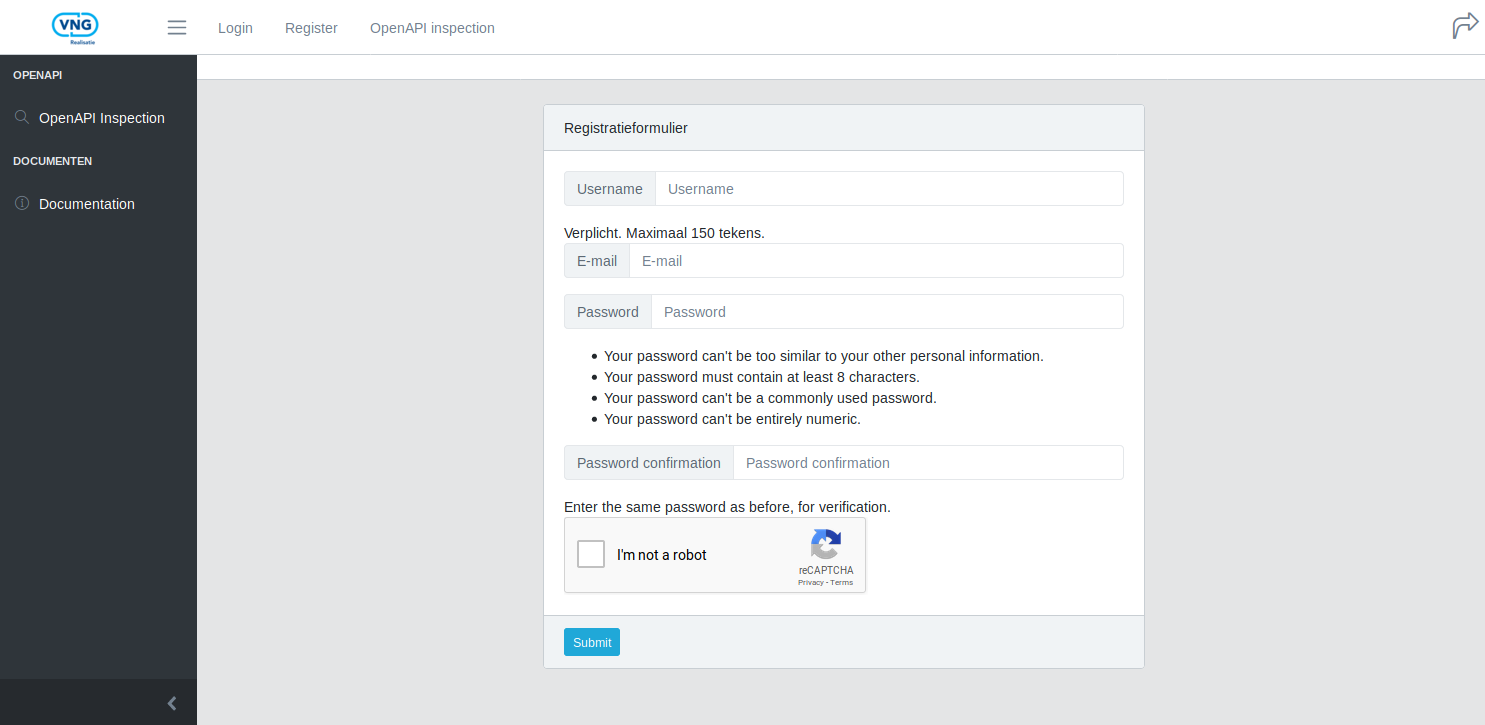 VNG
Realisatie
Login
Register
OpenAPI inspection
OPENAPI
OpenAPI Inspection
DOCUMENTEN
Documentation
Registratieformulier
Username
Username
Verplicht. Maximaal 150 tekens.
E-mail
E-mail
Password
Password
Your password can't be too similar to your other personal information.
Your password must contain at least 8 characters.
Your password can't be a commonly used password.
Your password can't be entirely numeric.
Password confirmation
Password confirmation
Enter the same password as before, for verification.
I'm not a robot
reCAPTCHA
Privacy - Terms
Submit